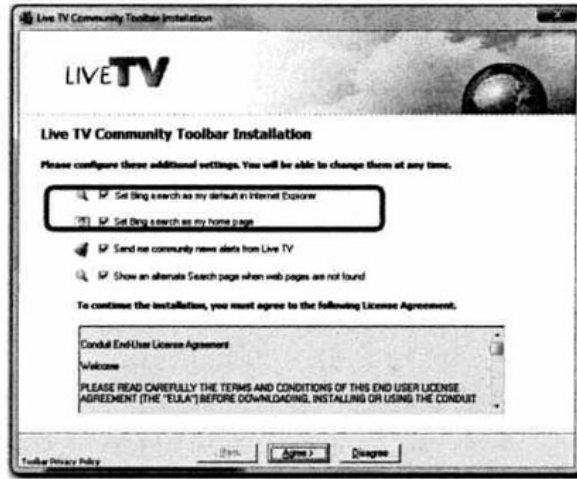 Live TV Community Toolbar Installation
LIVE TV
Live TV Community Toolbar Installation
Please configure these additional settings. You will be able to change them at any time.
Set Bing search as my default in Internet Explorer
Set Bing search as my home page
Send me community news alerts from Live TV
Show an alternate Search page when web pages are not found
To continue the installation, you must agree to the following License Agreement.
Conduit End-User License Agreement
Welcome
PLEASE READ CAREFULLY THE TERMS AND CONDITIONS OF THIS END USER LICENSE
AGREEMENT (THE "EULA") BEFORE DOWNLOADING, INSTALLING OR USING THE CONDUIT
Agree > Disagree
Toolbar Privacy Policy